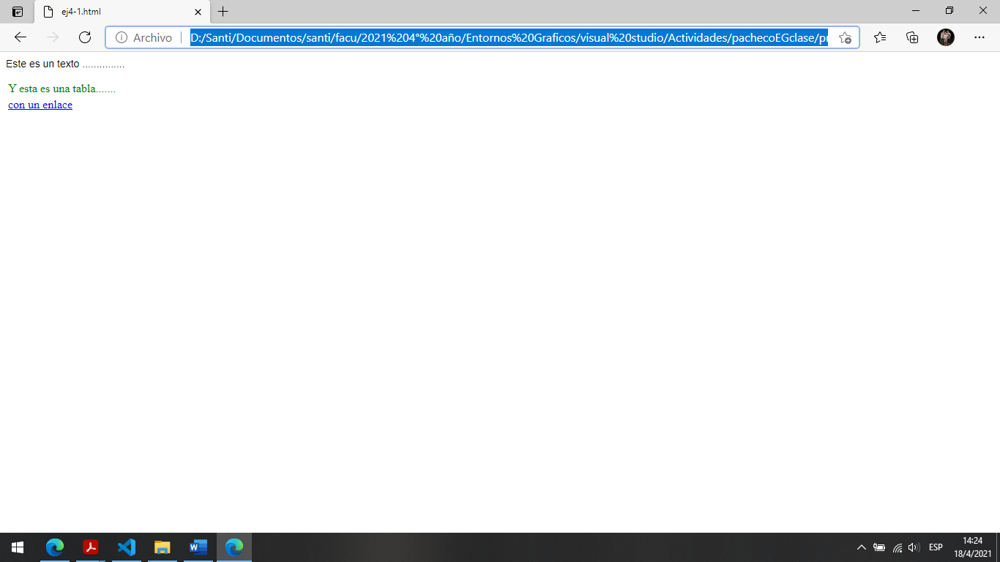 ej4-1.html
Archivo
D:/Santi/Documentos/santi/facu/2021%204°%20año/Entornos%20Graficos/visual%20studio/Actividades/pachecoEGclase/pr
Este es un texto ...............
Y esta es una tabla.......
con un enlace
ESP
14:24
18/4/2021